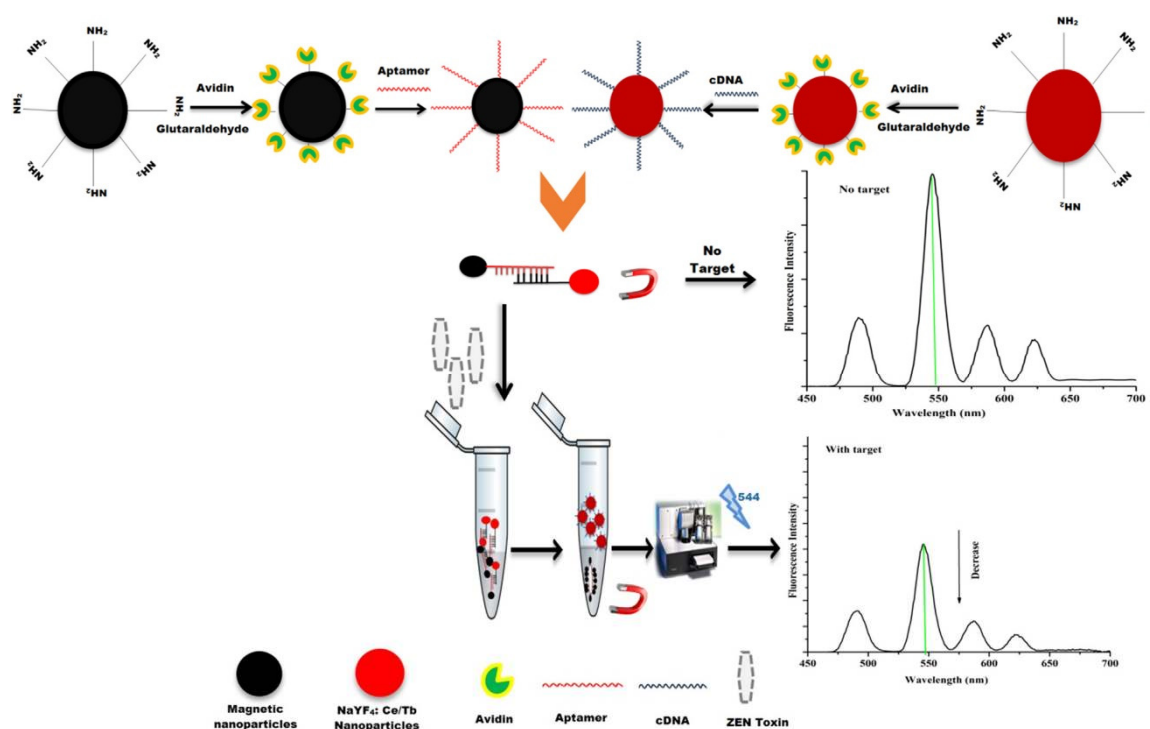 NH₂
NH₂
NH₂
NH₂
NH₂
NH₂
NH₂
NH₂
Avidin
Glutaraldehyde
Aptamer
cDNA
Avidin
Glutaraldehyde
NH₂
NH₂
NH₂
NH₂
NH₂
NH₂
NH₂
No
Target
No target
Fluorescence Intensity
450 500 550 600 650 700
Wavelength (nm)
544
With target
Fluorescence Intensity
Decrease
450 500 550 600 650 700
Wavelength (nm)
Magnetic
nanoparticles
NaYF₄: Ce/Tb
Nanoparticles
Avidin
Aptamer
cDNA
ZEN Toxin